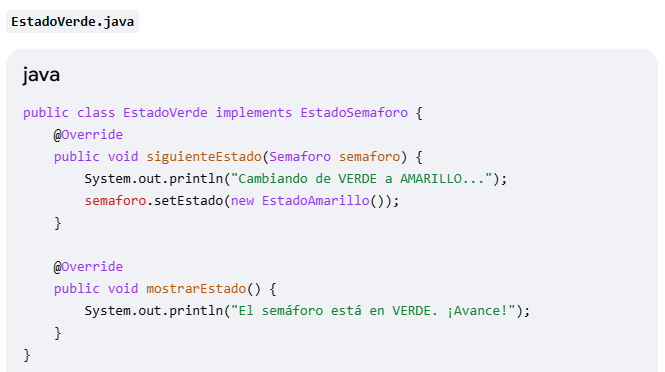 EstadoVerde.java
java
public class EstadoVerde implements EstadoSemaforo {
    @Override
    public void siguienteEstado(Semaforo semaforo) {
        System.out.println("Cambiando de VERDE a AMARILLO...");
        semaforo.setEstado(new EstadoAmarillo());
    }

    @Override
    public void mostrarEstado() {
        System.out.println("El semáforo está en VERDE. ¡Avance!");
    }
}